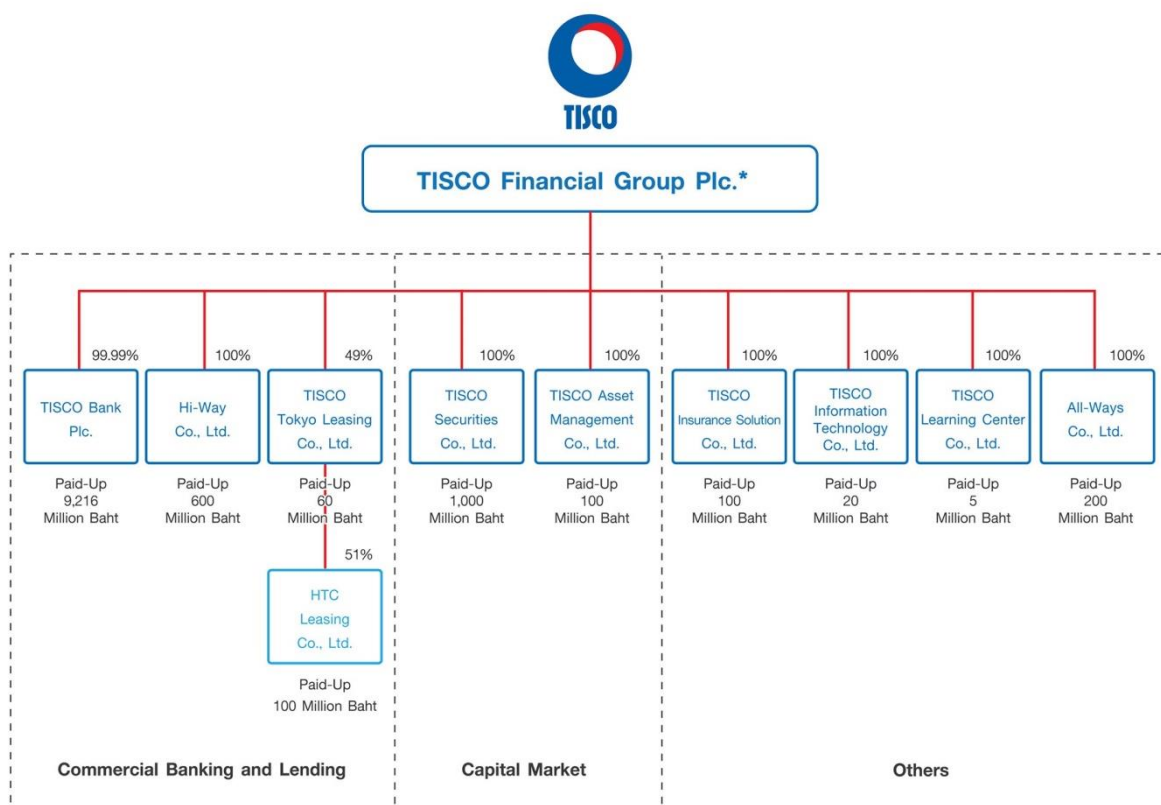 TISCO
TISCO Financial Group Plc.*
99.99%
TISCO Bank
Plc.
Paid-Up
9,216
Million Baht
100%
Hi-Way
Co., Ltd.
Paid-Up
600
Million Baht
49%
TISCO
Tokyo Leasing
Co., Ltd.
Paid-Up
60
Million Baht
51%
HTC
Leasing
Co., Ltd.
Paid-Up
100 Million Baht
Commercial Banking and Lending
100%
TISCO
Securities
Co., Ltd.
Paid-Up
1,000
Million Baht
100%
TISCO Asset
Management
Co., Ltd.
Paid-Up
100
Million Baht
Capital Market
100%
TISCO
Insurance Solution
Co., Ltd.
Paid-Up
100
Million Baht
100%
TISCO
Information
Technology
Co., Ltd.
Paid-Up
20
Million Baht
100%
TISCO
Learning Center
Co., Ltd.
Paid-Up
5
Million Baht
100%
All-Ways
Co., Ltd.
Paid-Up
200
Million Baht
Others